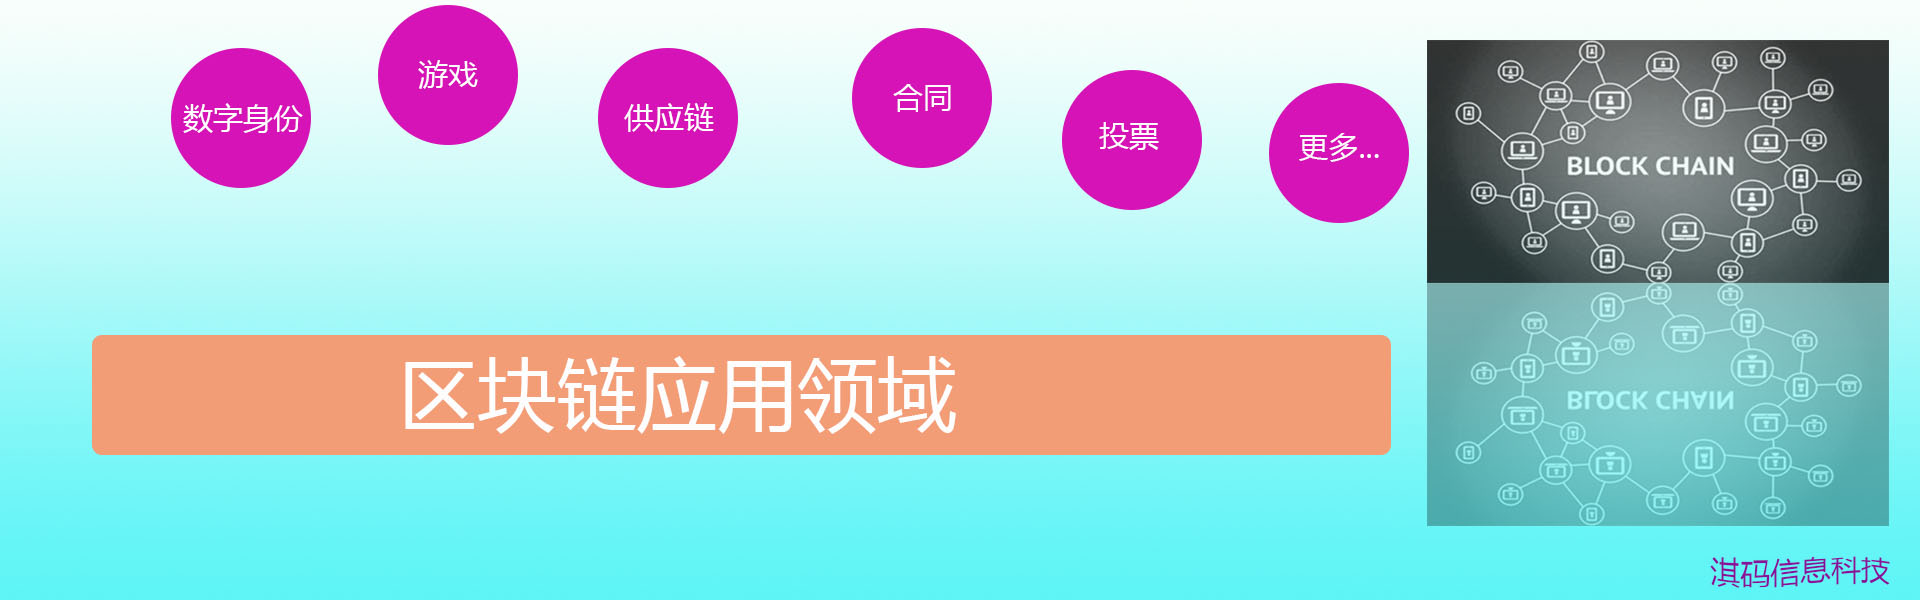 数字身份
游戏
供应链
合同
投票
更多...
BLOCK CHAIN
区块链应用领域
BLOCK CHAIN
淇码信息科技